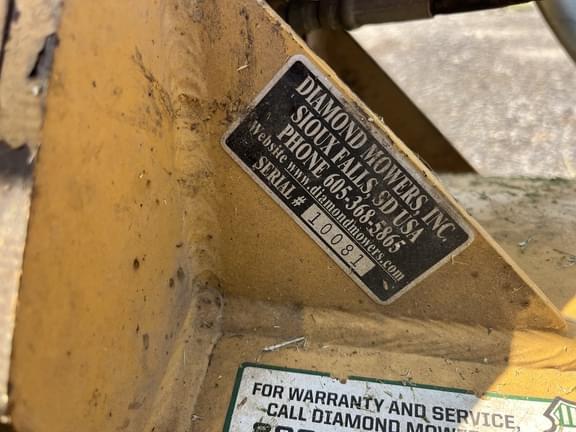 DIAMOND MOWERS, INC.
SIOUX FALLS, SD USA
PHONE 605-368-5865
Website www.diamondmowers.com
SERIAL # 10081
FOR WARRANTY AND SERVICE,
CALL DIAMOND MOWER